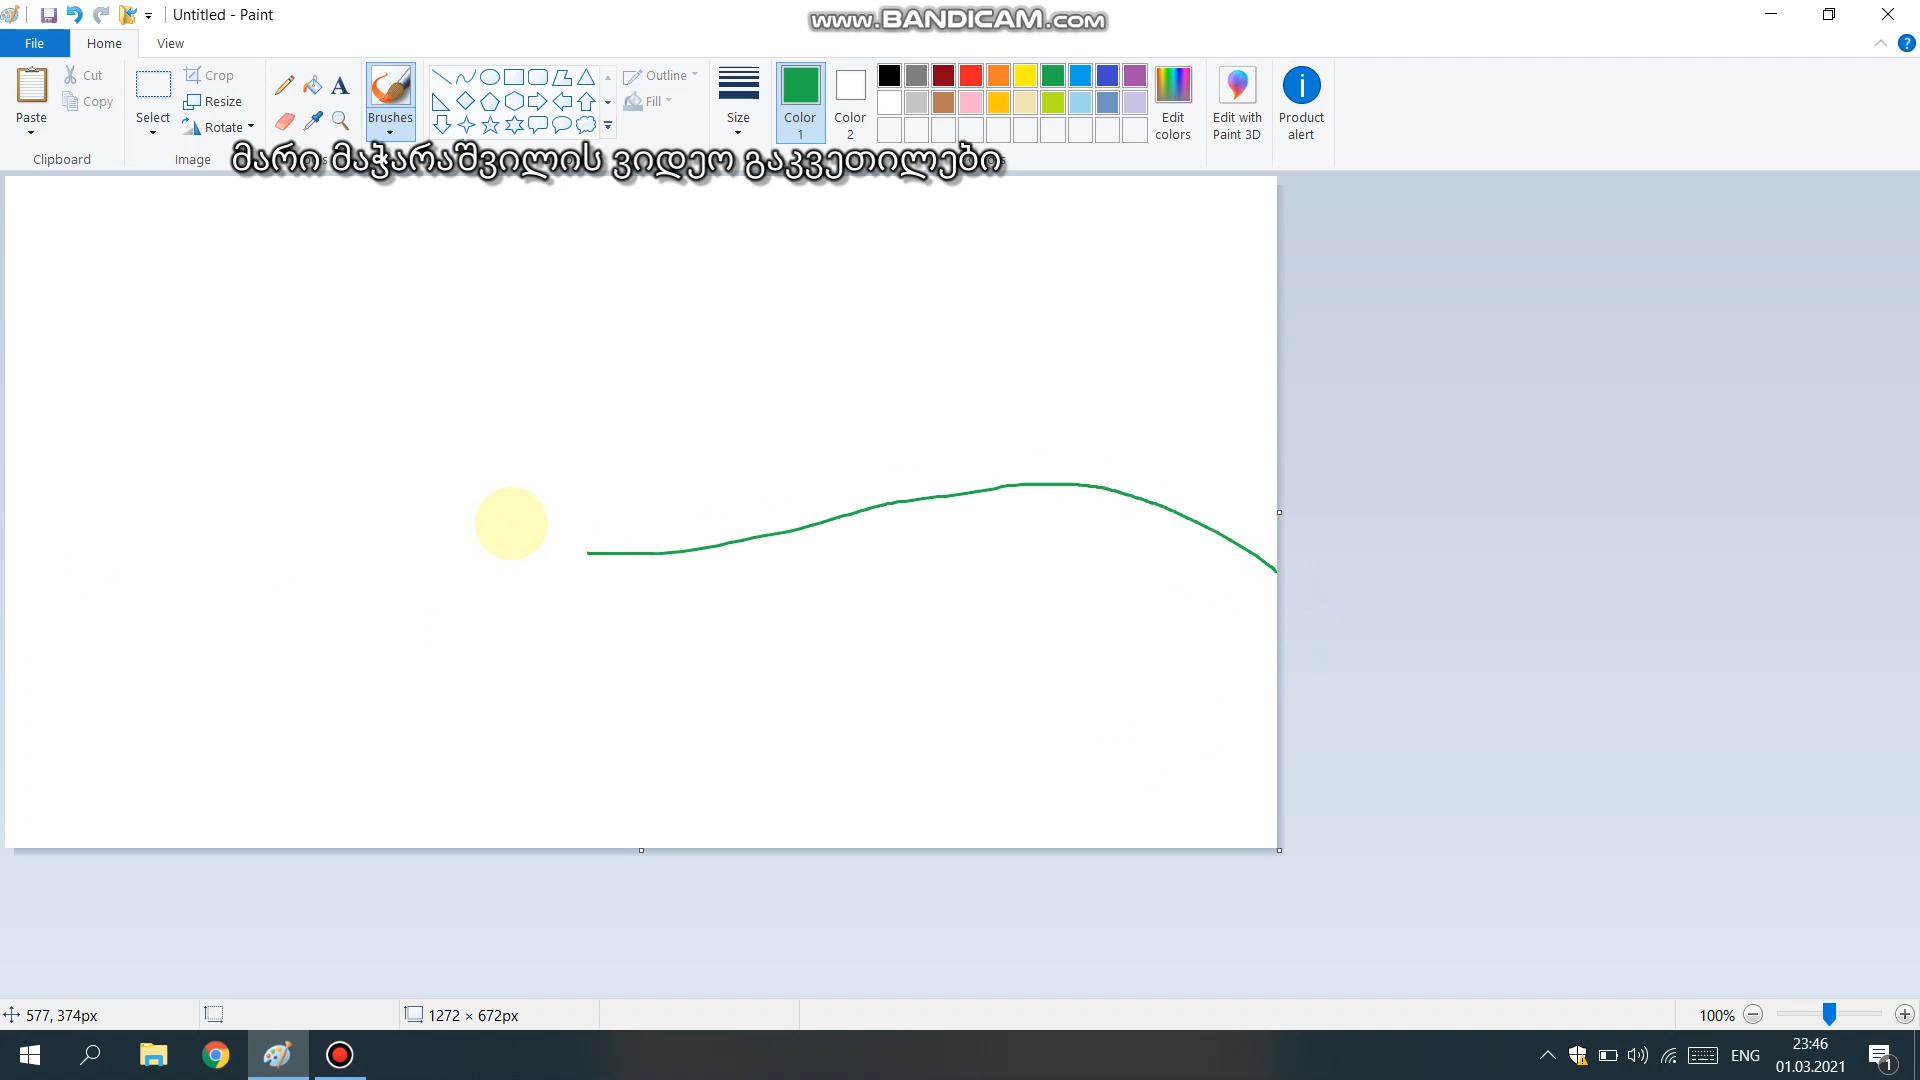 Untitled - Paint
www.BANDICAM.com
File Home View
Paste
Cut
Copy
Clipboard
Select
Crop
Resize
Rotate
Image
A
Brushes
Outline
Fill
Size
Color 1
Color 2
Edit colors
Edit with Paint 3D
Product alert
მარი მაჭარაშვილის ვიდეო გაკვეთილები
577, 374px
1272 × 672px
100%
ENG
23:46
01.03.2021
1